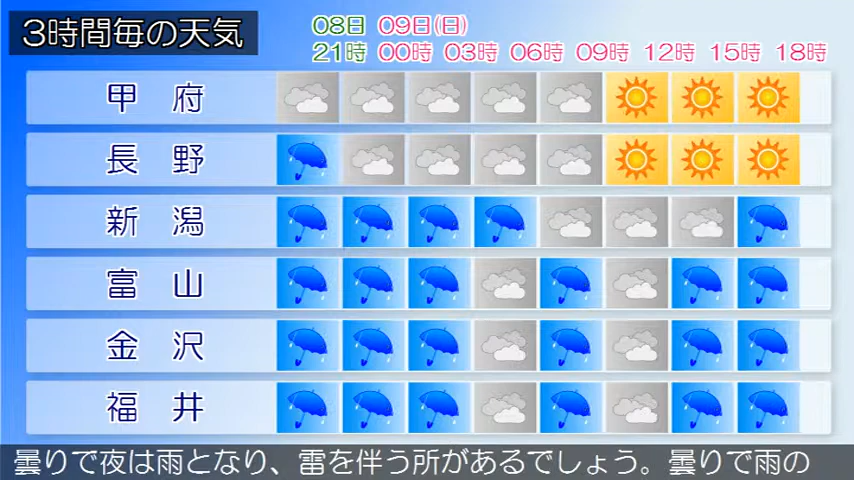 3時間毎の天気
08日 09日(日)
21時 00時 03時 06時 09時 12時 15時 18時
甲 府
長 野
新 潟
富 山
金 沢
福 井
曇りで夜は雨となり、雷を伴う所があるでしょう。曇りで雨の